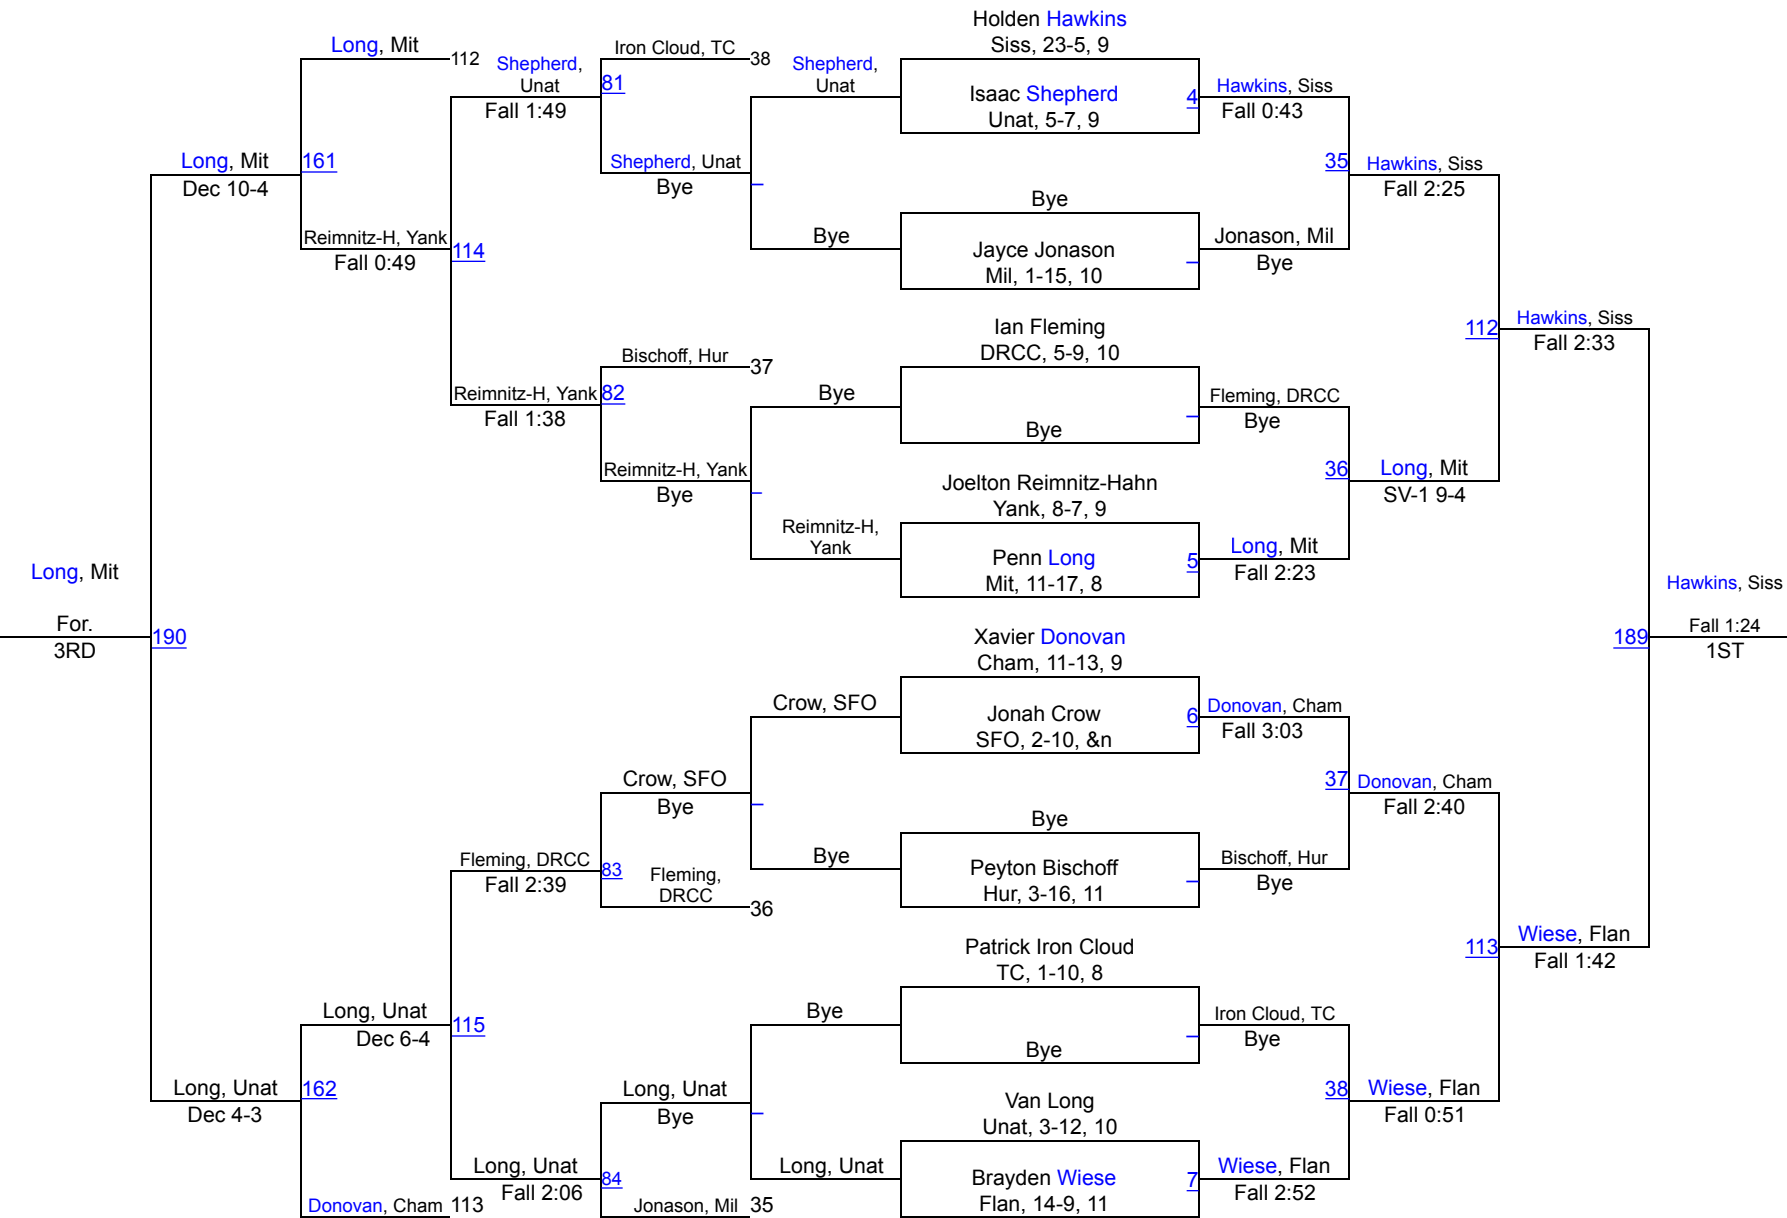 Holden Hawkins
Siss, 23-5, 9
Long, Mit
112
Shepherd,
Unat
Fall 1:49
Iron Cloud, TC
38
81
Shepherd,
Unat
Isaac Shepherd
Unat, 5-7, 9
4
Hawkins, Siss
Fall 0:43
Long, Mit
Dec 10-4
161
Shepherd, Unat
Bye
35
Hawkins, Siss
Fall 2:25
Bye
Reimnitz-H, Yank
Fall 0:49
114
Bye
Jayce Jonason
Mil, 1-15, 10
Jonason, Mil
Bye
Ian Fleming
DRCC, 5-9, 10
112
Hawkins, Siss
Fall 2:33
Bischoff, Hur
37
Reimnitz-H, Yank
Fall 1:38
82
Bye
Bye
Fleming, DRCC
Bye
Reimnitz-H, Yank
Bye
Joelton Reimnitz-Hahn
Yank, 8-7, 9
36
Long, Mit
SV-1 9-4
Reimnitz-H,
Yank
Penn Long
Mit, 11-17, 8
5
Long, Mit
Fall 2:23
Long, Mit
For.
3RD
190
Hawkins, Siss
189
Fall 1:24
1ST
Xavier Donovan
Cham, 11-13, 9
Crow, SFO
Jonah Crow
SFO, 2-10, &n
6
Donovan, Cham
Fall 3:03
Crow, SFO
Bye
37
Donovan, Cham
Fall 2:40
Bye
Fleming, DRCC
Fall 2:39
83
Fleming,
DRCC
36
Bye
Peyton Bischoff
Hur, 3-16, 11
Bischoff, Hur
Bye
Patrick Iron Cloud
TC, 1-10, 8
113
Wiese, Flan
Fall 1:42
Long, Unat
Dec 6-4
115
Bye
Bye
Iron Cloud, TC
Bye
Long, Unat
Dec 4-3
162
Long, Unat
Bye
Van Long
Unat, 3-12, 10
38
Wiese, Flan
Fall 0:51
Long, Unat
Fall 2:06
84
Long, Unat
Brayden Wiese
Flan, 14-9, 11
7
Wiese, Flan
Fall 2:52
Donovan, Cham
113
Jonason, Mil
35